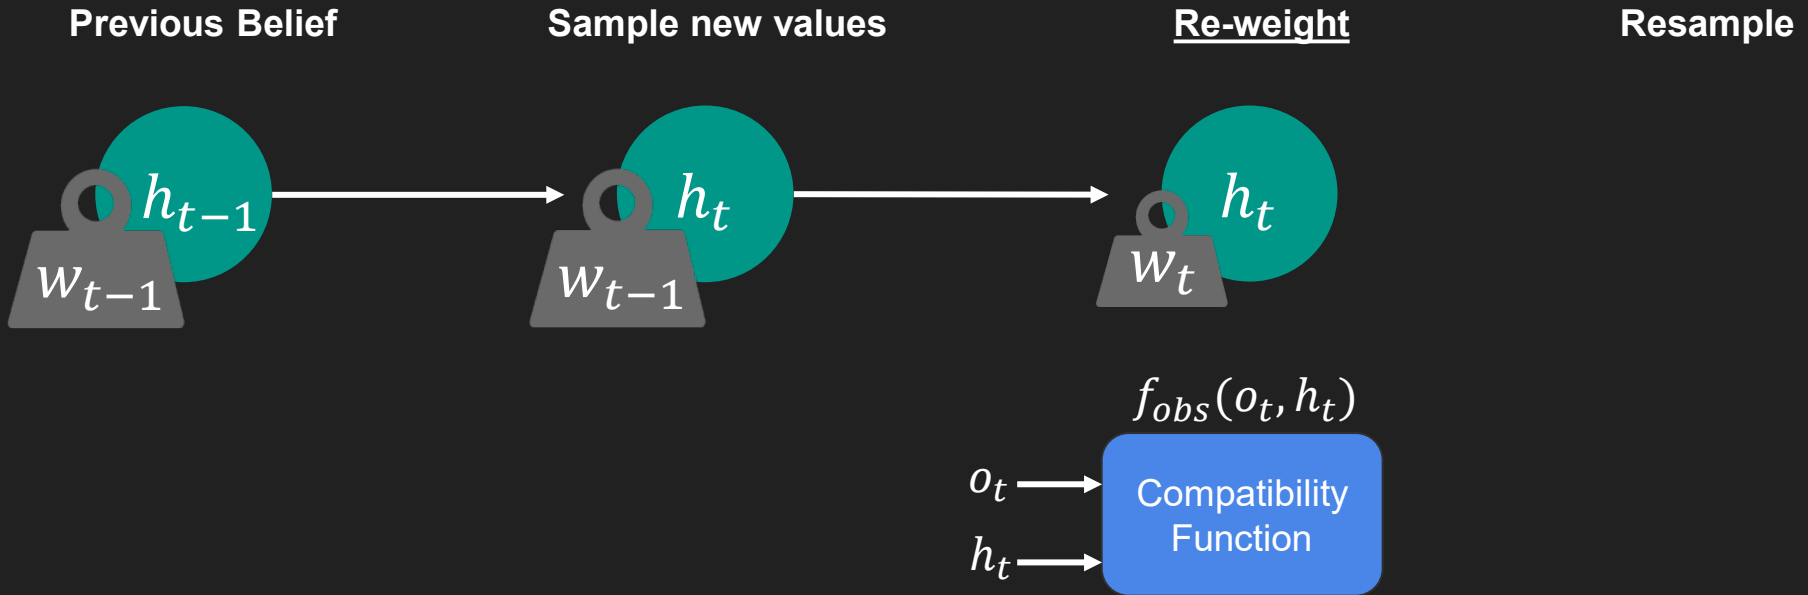 Previous Belief
Sample new values
Re-weight
Resample
h_{t-1}
w_{t-1}
h_t
w_{t-1}
h_t
w_t
f_{obs}(o_t, h_t)
o_t
h_t
Compatibility
Function